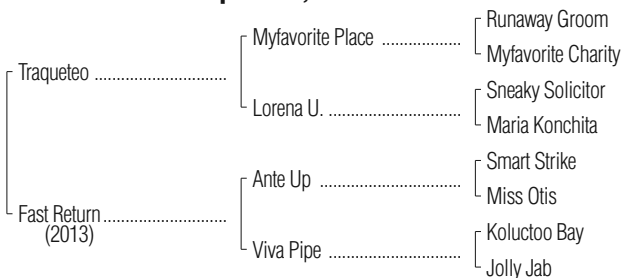 Runaway Groom
Myfavorite Place ..................
Myfavorite Charity
Traqueteo ..............................
Sneaky Solicitor
Lorena U. ..............................
Maria Konchita
Smart Strike
Ante Up ................................
Miss Otis
Fast Return ............................
(2013)
Koluctoo Bay
Viva Pipe ..............................
Jolly Jab